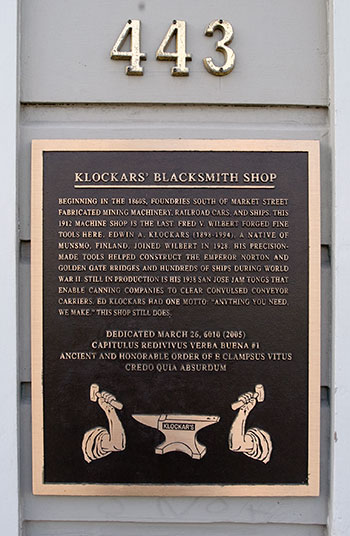 443
KLOCKARS' BLACKSMITH SHOP
BEGINNING IN THE 1860S, FOUNDRIES SOUTH OF MARKET STREET
FABRICATED MINING MACHINERY, RAILROAD CARS, AND SHIPS. THIS
1912 MACHINE SHOP IS THE LAST. FRED V. WILBERT FORGED FINE
TOOLS HERE. EDWIN A. KLOCKARS (1898-1994), A NATIVE OF
MUNSMO, FINLAND, JOINED WILBERT IN 1928. HIS PRECISION-
MADE TOOLS HELPED CONSTRUCT THE EMPEROR NORTON AND
GOLDEN GATE BRIDGES AND HUNDREDS OF SHIPS DURING WORLD
WAR II. STILL IN PRODUCTION IS HIS 1938 SAN JOSE JAM TONGS THAT
ENABLE CANNING COMPANIES TO CLEAR CONVULSED CONVEYOR
CARRIERS. ED KLOCKARS HAD ONE MOTTO: "ANYTHING YOU NEED,
WE MAKE." THIS SHOP STILL DOES.
DEDICATED MARCH 26, 6010 (2005)
CAPITULUS REDIVIVUS YERBA BUENA #1
ANCIENT AND HONORABLE ORDER OF E CLAMPSUS VITUS
CREDO QUIA ABSURDUM
KLOCKAR'S